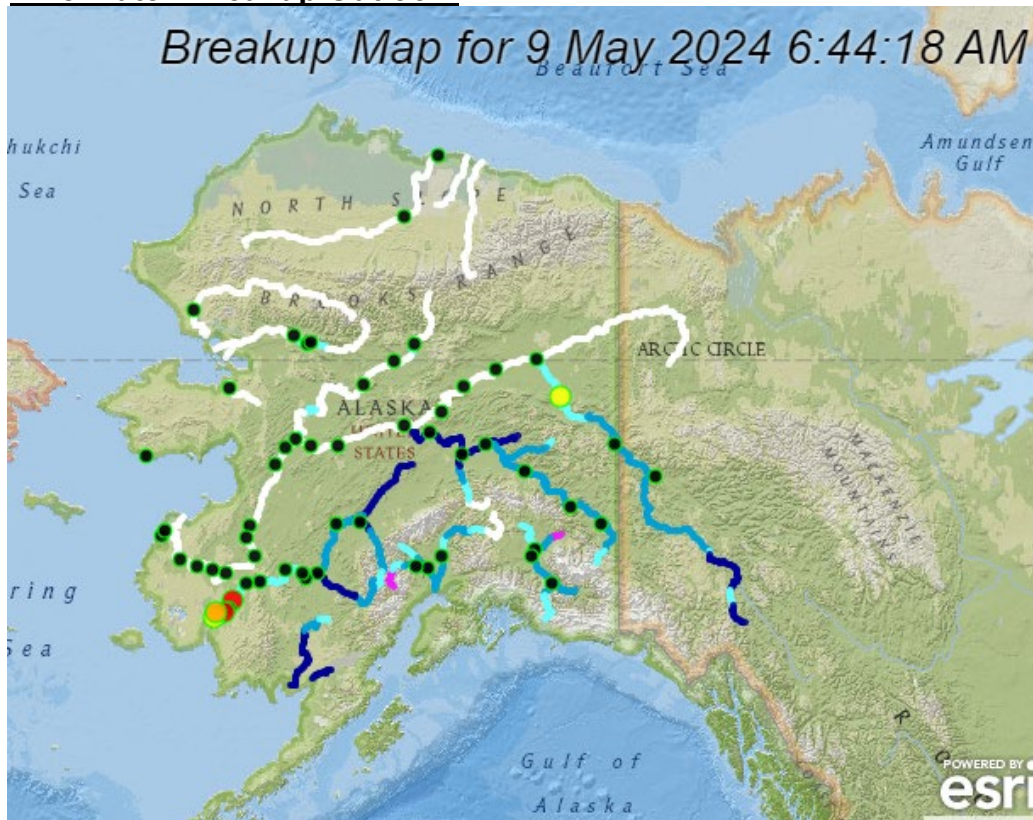 Breakup Map for 9 May 2024 6:44:18 AM
Beaufort Sea
hukchi
Sea
Amundsen
Gulf
NORTH SLOPE
BROOKS RANGE
ARCTIC CIRCLE
ALASKA
STATES
MACKENZIE
MOUNTAINS
ring
Sea
Gulf of
Alaska
R O
POWERED BY
esri